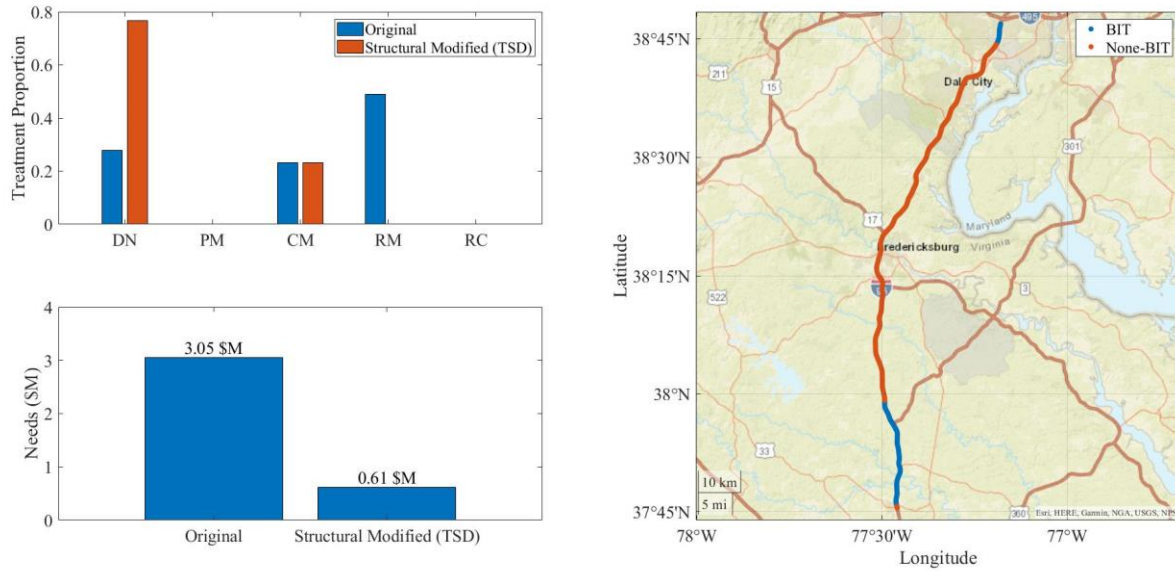 Treatment Proportion
0.8
0.6
0.4
0.2
0
Original
Structural Modified (TSD)
DN PM CM RM RC
Needs ($M)
4
3
2
1
0
3.05 $M
0.61 $M
Original Structural Modified (TSD)
Latitude
38°45'N
38°30'N
38°15'N
38°N
37°45'N
BIT
None-BIT
495
211
15
Dale City
301
17
Maryland
Fredericksburg
Virginia
522
3
33
10 km
5 mi
360
Esri, HERE, Garmin, NGA, USGS, NPS
78°W 77°30'W 77°W
Longitude